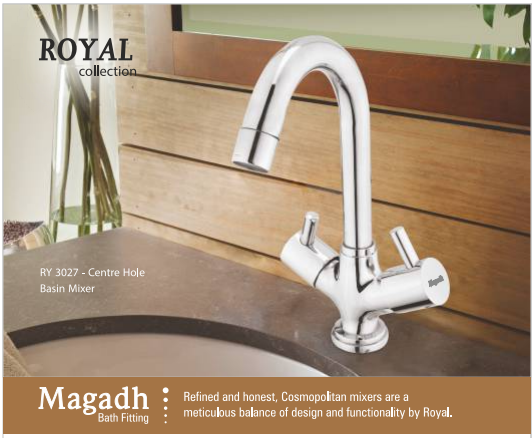 ROYAL
collection
RY 3027 - Centre Hole
Basin Mixer
Magadh
Magadh
Bath Fitting
Refined and honest, Cosmopolitan mixers are a
meticulous balance of design and functionality by Royal.